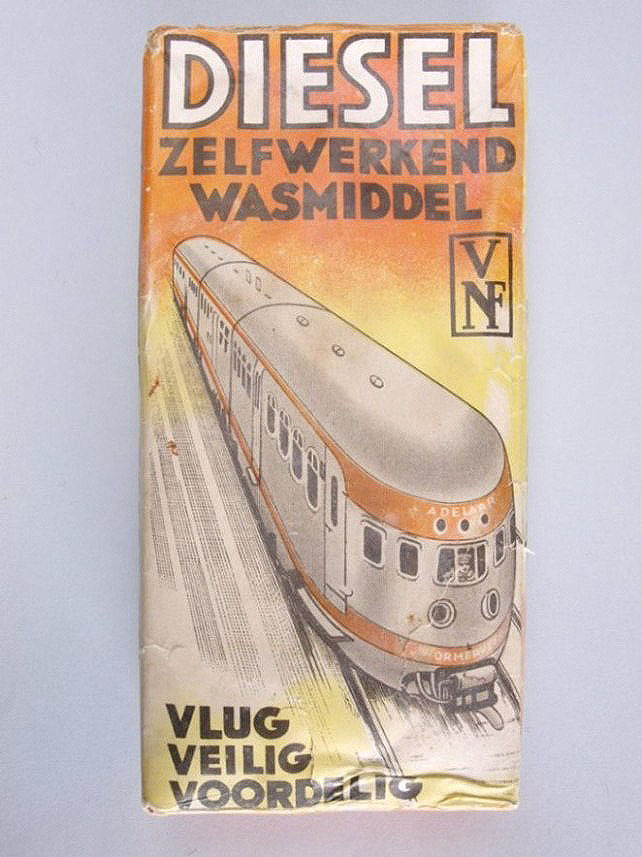 DIESEL
ZELFWERKEND
WASMIDDEL
VNF
ADELAAR
VLUG
VEILIG
VOORDELIG